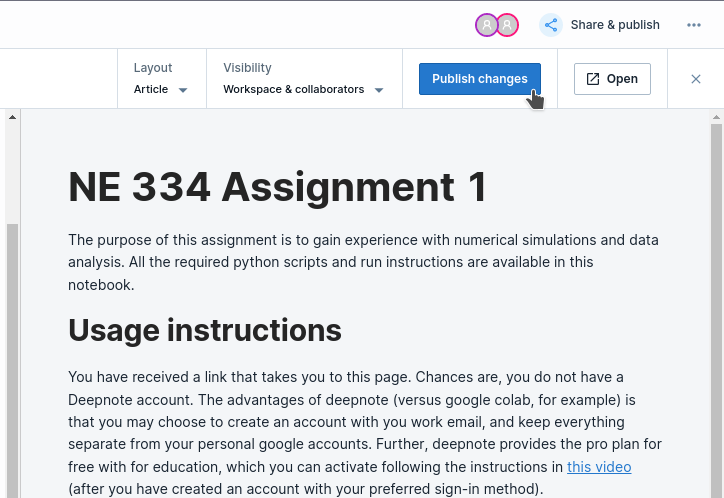 Share & publish
Layout
Article
Visibility
Workspace & collaborators
Publish changes
Open
NE 334 Assignment 1
The purpose of this assignment is to gain experience with numerical simulations and data
analysis. All the required python scripts and run instructions are available in this
notebook.
Usage instructions
You have received a link that takes you to this page. Chances are, you do not have a
Deepnote account. The advantages of deepnote (versus google colab, for example) is
that you may choose to create an account with you work email, and keep everything
separate from your personal google accounts. Further, deepnote provides the pro plan for
free with for education, which you can activate following the instructions in this video
(after you have created an account with your preferred sign-in method).